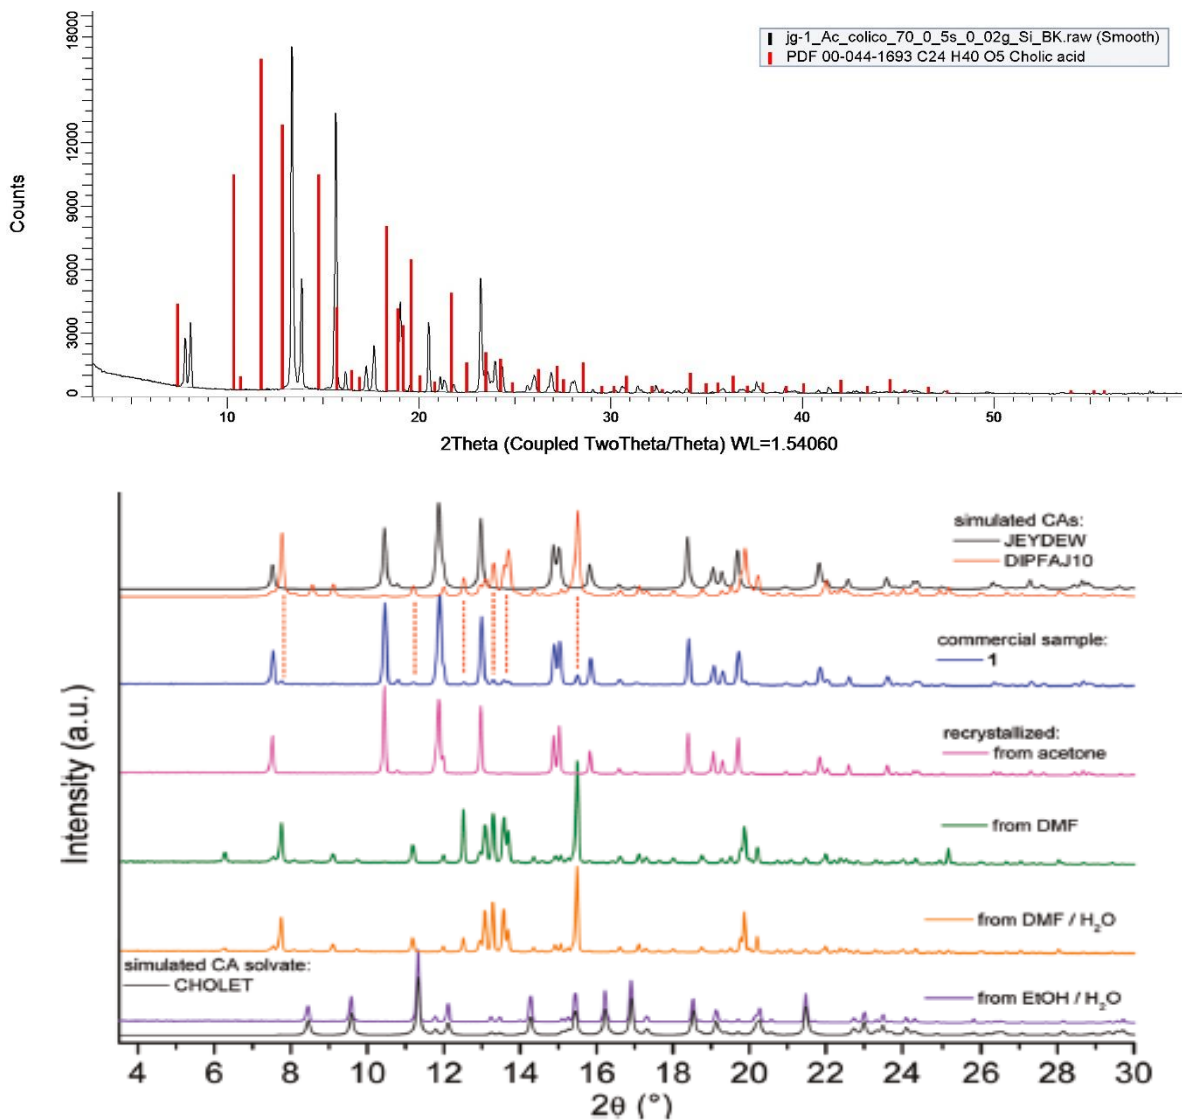 18000
12000
9000
6000
3000
0
Counts
jg-1_Ac_colico_70_0_5s_0_02g_Si_BK.raw (Smooth)
PDF 00-044-1693 C24 H40 O5 Cholic acid
10 20 30 40 50
2Theta (Coupled TwoTheta/Theta) WL=1.54060
Intensity (a.u.)
simulated CAs:
JEYDEW
DIPFAJ10
commercial sample:
1
recrystallized:
from acetone
from DMF
from DMF / H₂O
simulated CA solvate:
CHOLET
from EtOH / H₂O
4 6 8 10 12 14 16 18 20 22 24 26 28 30
2θ (°)